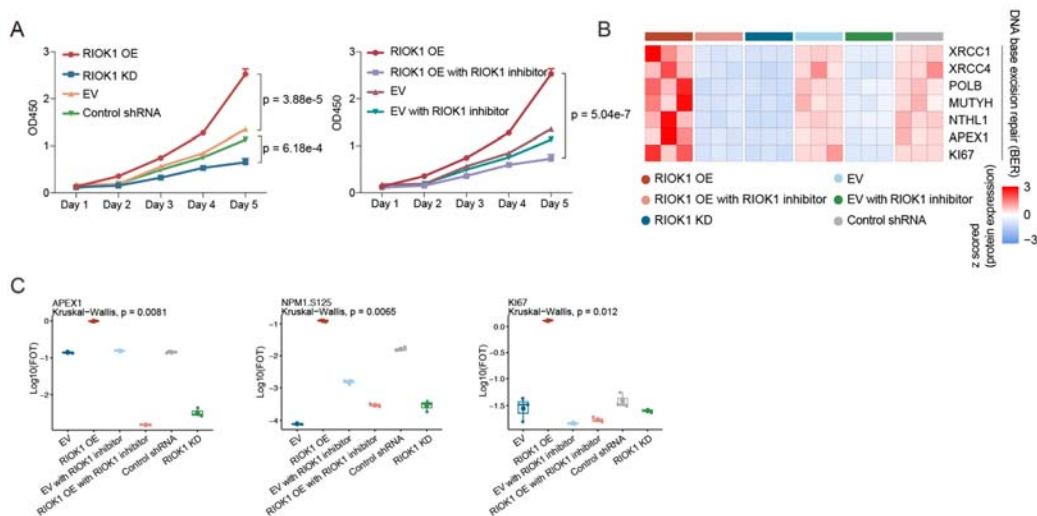 A
3
2
1
0
OD450
RIOK1 OE
RIOK1 KD
EV
Control shRNA
p = 3.88e-5
p = 6.18e-4
Day 1 Day 2 Day 3 Day 4 Day 5
3
2
1
0
OD450
RIOK1 OE
RIOK1 OE with RIOK1 inhibitor
EV
EV with RIOK1 inhibitor
p = 5.04e-7
Day 1 Day 2 Day 3 Day 4 Day 5
B
XRCC1
XRCC4
POLB
MUTYH
NTHL1
APEX1
KI67
DNA base excision repair (BER)
RIOK1 OE
RIOK1 OE with RIOK1 inhibitor
RIOK1 KD
EV
EV with RIOK1 inhibitor
Control shRNA
3
0
−3
z scored
(protein expression)
C
APEX1
Kruskal−Wallis, p = 0.0081
Log10(FOT)
0
−1
−2
EV
RIOK1 OE
EV with RIOK1 inhibitor
RIOK1 OE with RIOK1 inhibitor
Control shRNA
RIOK1 KD
NPM1.S125
Kruskal−Wallis, p = 0.0065
Log10(FOT)
−1
−2
−3
−4
EV
RIOK1 OE
EV with RIOK1 inhibitor
RIOK1 OE with RIOK1 inhibitor
Control shRNA
RIOK1 KD
KI67
Kruskal−Wallis, p = 0.012
Log10(FOT)
0.0
−0.5
−1.0
−1.5
EV
RIOK1 OE
EV with RIOK1 inhibitor
RIOK1 OE with RIOK1 inhibitor
Control shRNA
RIOK1 KD